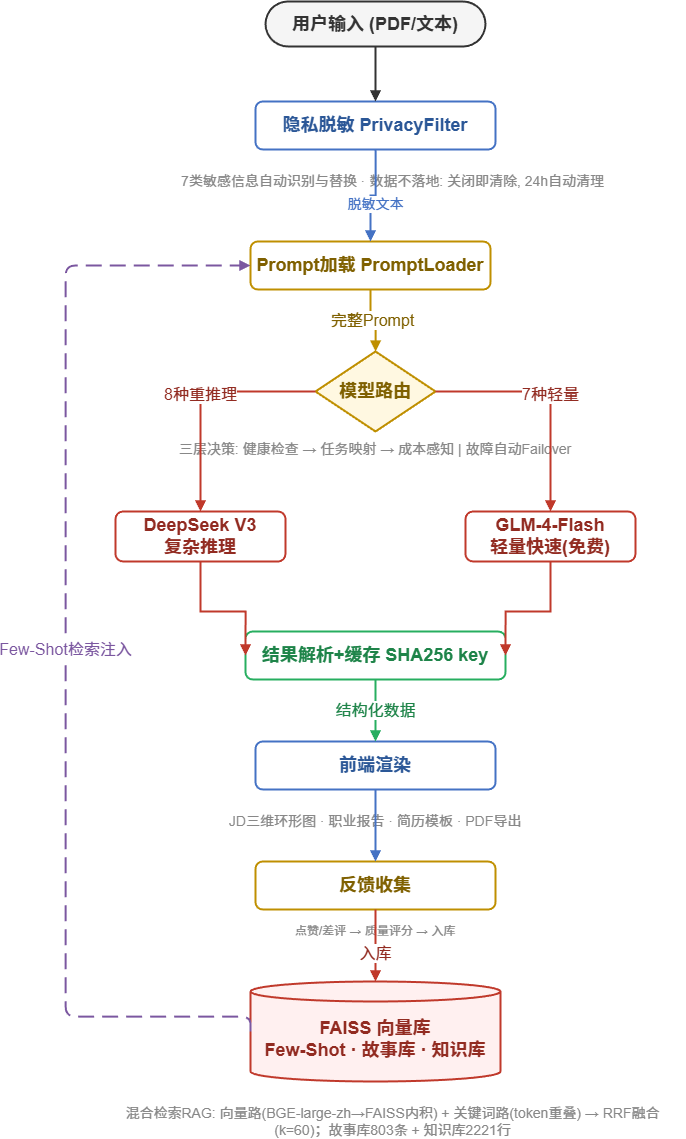 用户输入 (PDF/文本)
隐私脱敏 PrivacyFilter
7类敏感信息自动识别与替换 · 数据不落地: 关闭即清除, 24h自动清理
脱敏文本
Prompt加载 PromptLoader
完整Prompt
模型路由
8种重推理
7种轻量
三层决策: 健康检查 → 任务映射 → 成本感知 | 故障自动Failover
DeepSeek V3
复杂推理
GLM-4-Flash
轻量快速(免费)
Few-Shot检索注入
结果解析+缓存 SHA256 key
结构化数据
前端渲染
JD三维环形图 · 职业报告 · 简历模板 · PDF导出
反馈收集
点赞/差评 → 质量评分 → 入库
入库
FAISS 向量库
Few-Shot · 故事库 · 知识库
混合检索RAG: 向量路(BGE-large-zh→FAISS内积) + 关键词路(token重叠) → RRF融合
(k=60)；故事库803条 + 知识库2221行